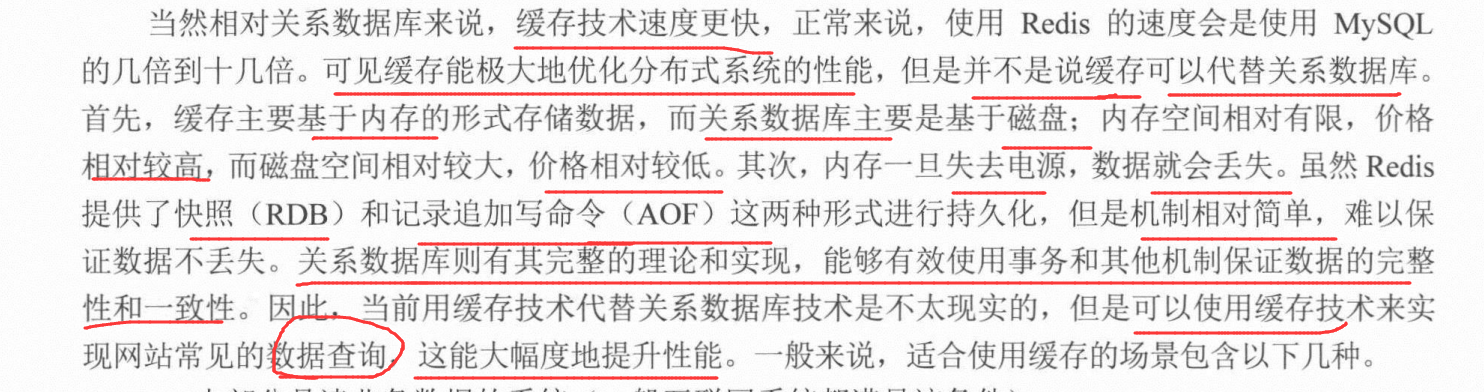 当然相对关系数据库来说，缓存技术速度更快，正常来说，使用 Redis 的速度会是使用 MySQL
的几倍到十几倍。可见缓存能极大地优化分布式系统的性能，但是并不是说缓存可以代替关系数据库。
首先，缓存主要基于内存的形式存储数据，而关系数据库主要是基于磁盘；内存空间相对有限，价格
相对较高，而磁盘空间相对较大，价格相对较低。其次，内存一旦失去电源，数据就会丢失。虽然 Redis
提供了快照（RDB）和记录追加写命令（AOF）这两种形式进行持久化，但是机制相对简单，难以保
证数据不丢失。关系数据库则有其完整的理论和实现，能够有效使用事务和其他机制保证数据的完整
性和一致性。因此，当前用缓存技术代替关系数据库技术是不太现实的，但是可以使用缓存技术来实
现网站常见的数据查询，这能大幅度地提升性能。一般来说，适合使用缓存的场景包含以下几种。